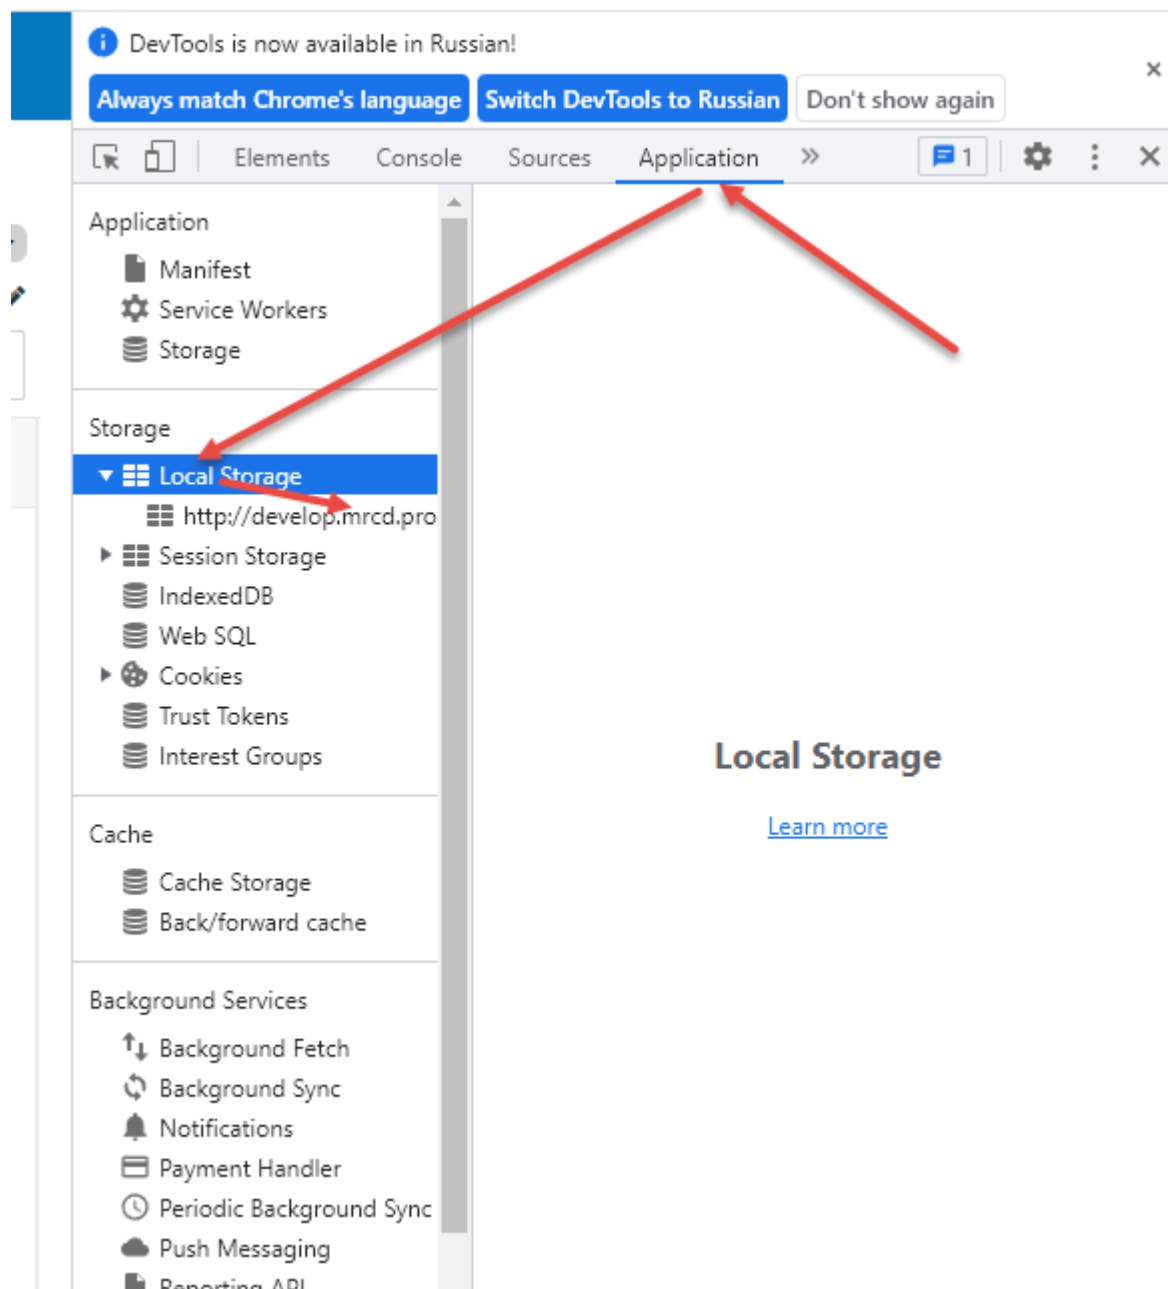 DevTools is now available in Russian!
Always match Chrome's language Switch DevTools to Russian Don't show again
Elements Console Sources Application 1
Application
Manifest
Service Workers
Storage
Storage
Local Storage
http://develop.mrcd.pro
Session Storage
IndexedDB
Web SQL
Cookies
Trust Tokens
Interest Groups
Local Storage
Learn more
Cache
Cache Storage
Back/forward cache
Background Services
Background Fetch
Background Sync
Notifications
Payment Handler
Periodic Background Sync
Push Messaging
Reporting API